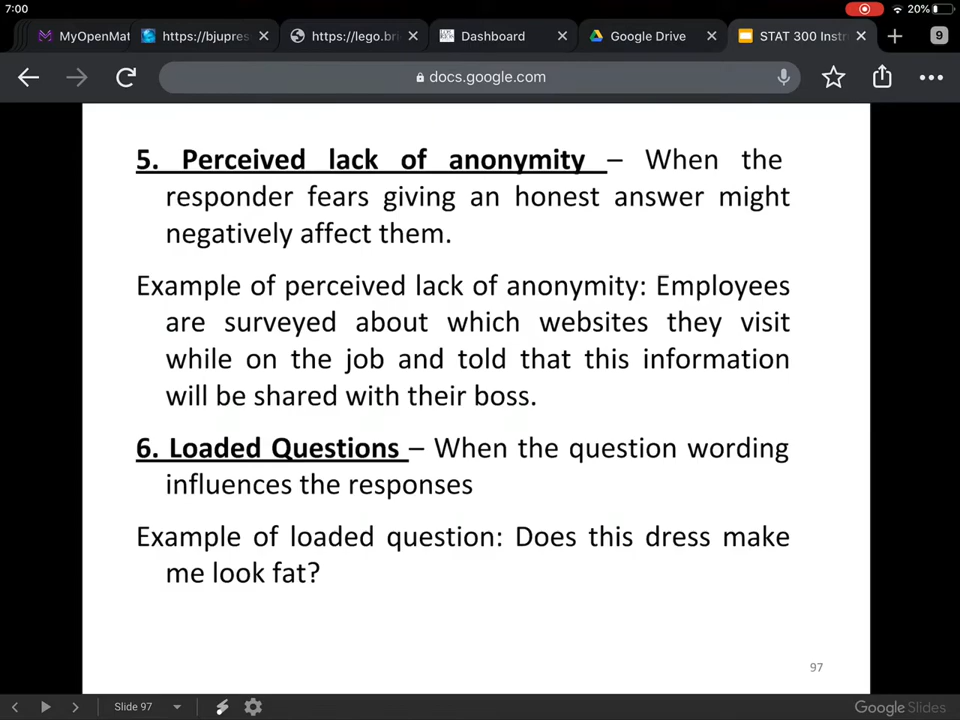 7:00
20%
MyOpenMat
https://bjupres
https://lego.bri
Dashboard
Google Drive
STAT 300 Instr
9
docs.google.com
5. Perceived lack of anonymity – When the
responder fears giving an honest answer might
negatively affect them.
Example of perceived lack of anonymity: Employees
are surveyed about which websites they visit
while on the job and told that this information
will be shared with their boss.
6. Loaded Questions – When the question wording
influences the responses
Example of loaded question: Does this dress make
me look fat?
97
Slide 97
Google Slides